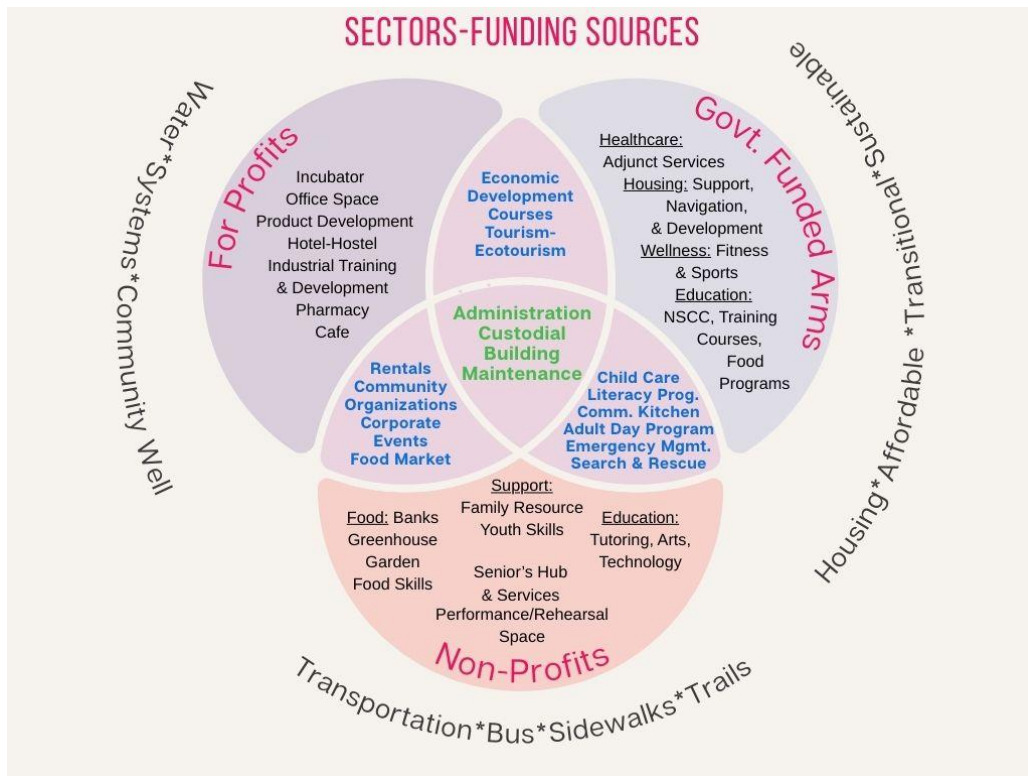 SECTORS-FUNDING SOURCES
Water*Systems*Community Well
For Profits
Incubator
Office Space
Product Development
Hotel-Hostel
Industrial Training
& Development
Pharmacy
Cafe
Economic
Development
Courses
Tourism-
Ecotourism
Govt. Funded Arms
Healthcare:
Adjunct Services
Housing: Support,
Navigation,
& Development
Wellness: Fitness
& Sports
Education:
NSCC, Training
Courses,
Food
Programs
Housing*Affordable *Transitional*Sustainable
Administration
Custodial
Building
Maintenance
Rentals
Community
Organizations
Corporate
Events
Food Market
Child Care
Literacy Prog.
Comm. Kitchen
Adult Day Program
Emergency Mgmt.
Search & Rescue
Food: Banks
Greenhouse
Garden
Food Skills
Support:
Family Resource
Youth Skills
Senior's Hub
& Services
Performance/Rehearsal
Space
Education:
Tutoring, Arts,
Technology
Non-Profits
Transportation*Bus*Sidewalks*Trails